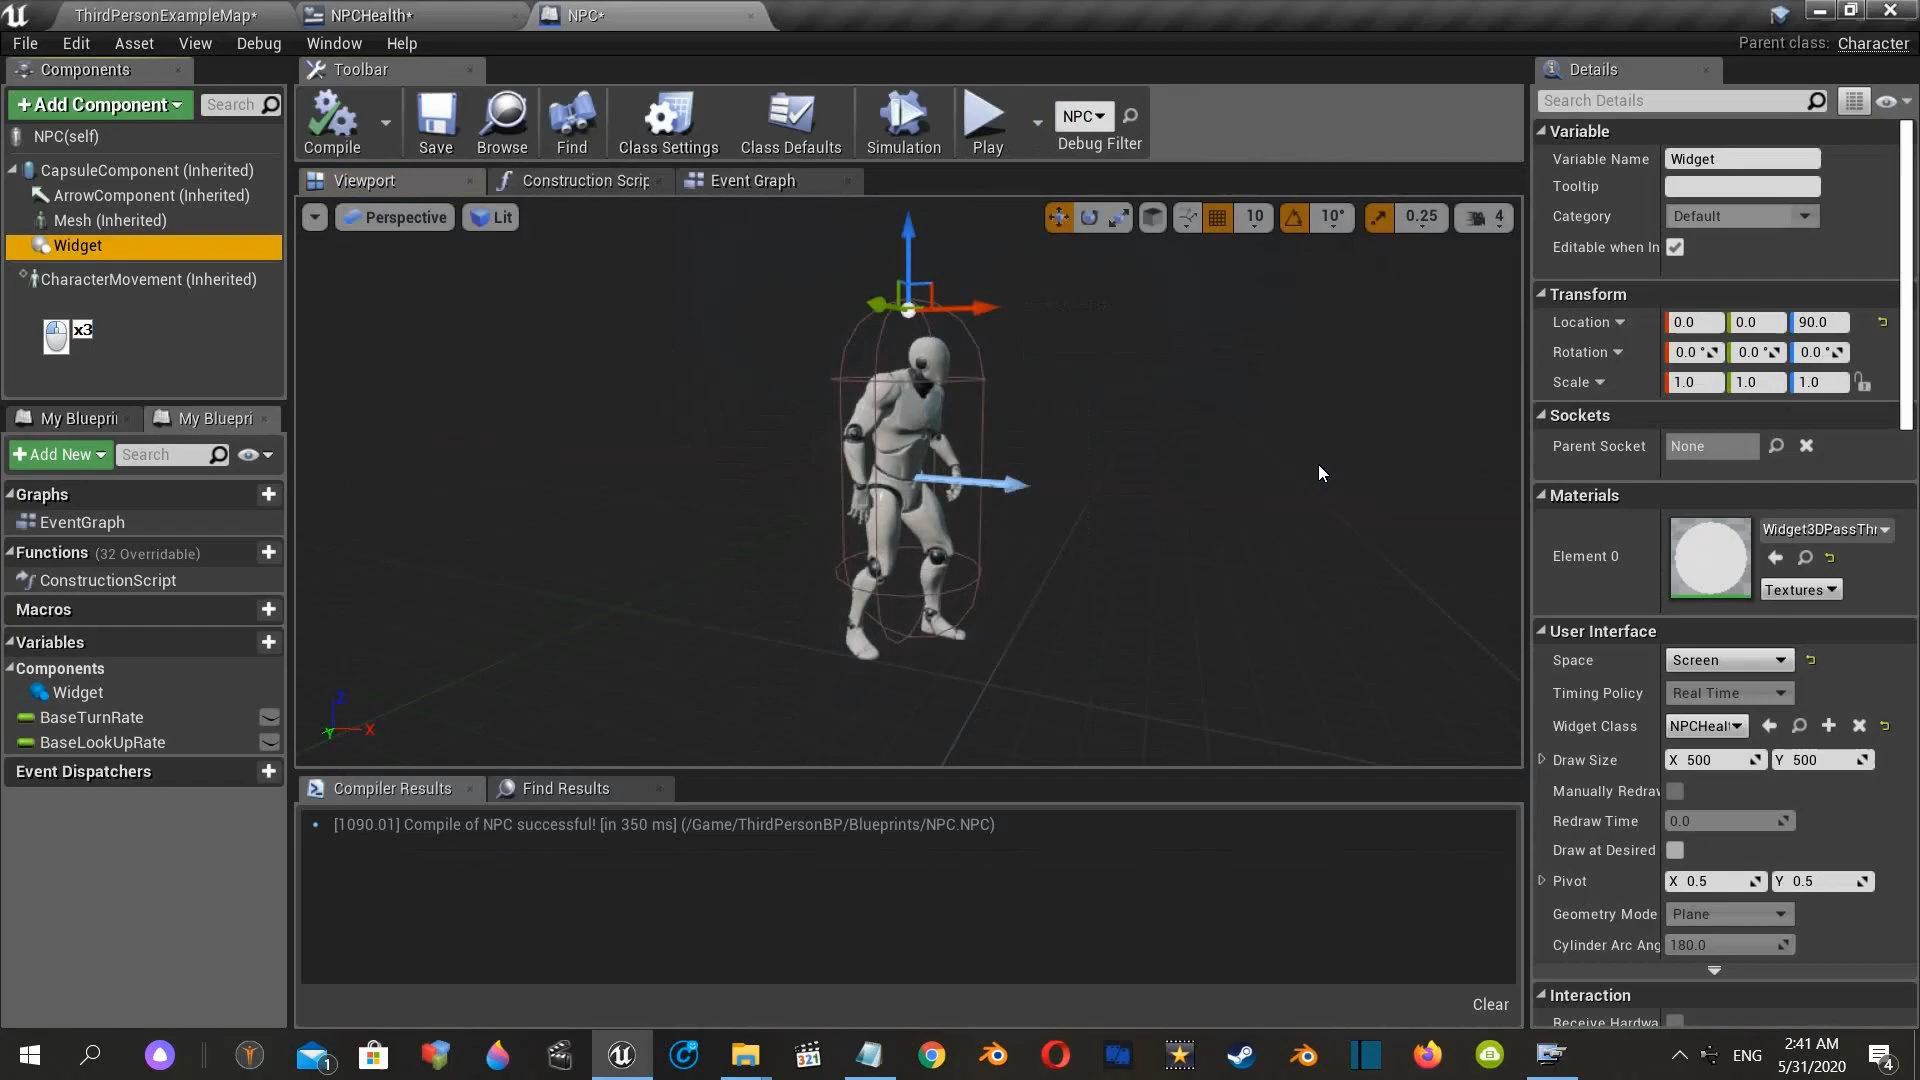 ThirdPersonExampleMap*
NPCHealth*
NPC*
File Edit Asset View Debug Window Help
Parent class: Character
Components
Toolbar
Details
+Add Component
Search
Search Details
NPC(self)
Compile
Save
Browse
Find
Class Settings
Class Defaults
Simulation
Play
NPC
Debug Filter
CapsuleComponent (Inherited)
ArrowComponent (Inherited)
Mesh (Inherited)
Widget
CharacterMovement (Inherited)
x3
Viewport
Construction Scrip
Event Graph
Perspective
Lit
10
10°
0.25
4
Z
X
Y
Variable
Variable Name Widget
Tooltip
Category Default
Editable when In
Transform
Location 0.0 0.0 90.0
Rotation 0.0 ° 0.0 ° 0.0 °
Scale 1.0 1.0 1.0
Sockets
Parent Socket None
Materials
Element 0
Widget3DPassThr
Textures
User Interface
Space Screen
Timing Policy Real Time
Widget Class NPCHeal
Draw Size X 500 Y 500
Manually Redraw
Redraw Time 0.0
Draw at Desired
Pivot X 0.5 Y 0.5
Geometry Mode Plane
Cylinder Arc Ang 180.0
Interaction
Receive Hardwa
My Blueprin
My Bluepri
+Add New
Search
Graphs
EventGraph
Functions (32 Overridable)
ConstructionScript
Macros
Variables
Components
Widget
BaseTurnRate
BaseLookUpRate
Event Dispatchers
Compiler Results
Find Results
[1090.01] Compile of NPC successful! [in 350 ms] (/Game/ThirdPersonBP/Blueprints/NPC.NPC)
Clear
1
321
ENG
2:41 AM
5/31/2020
4